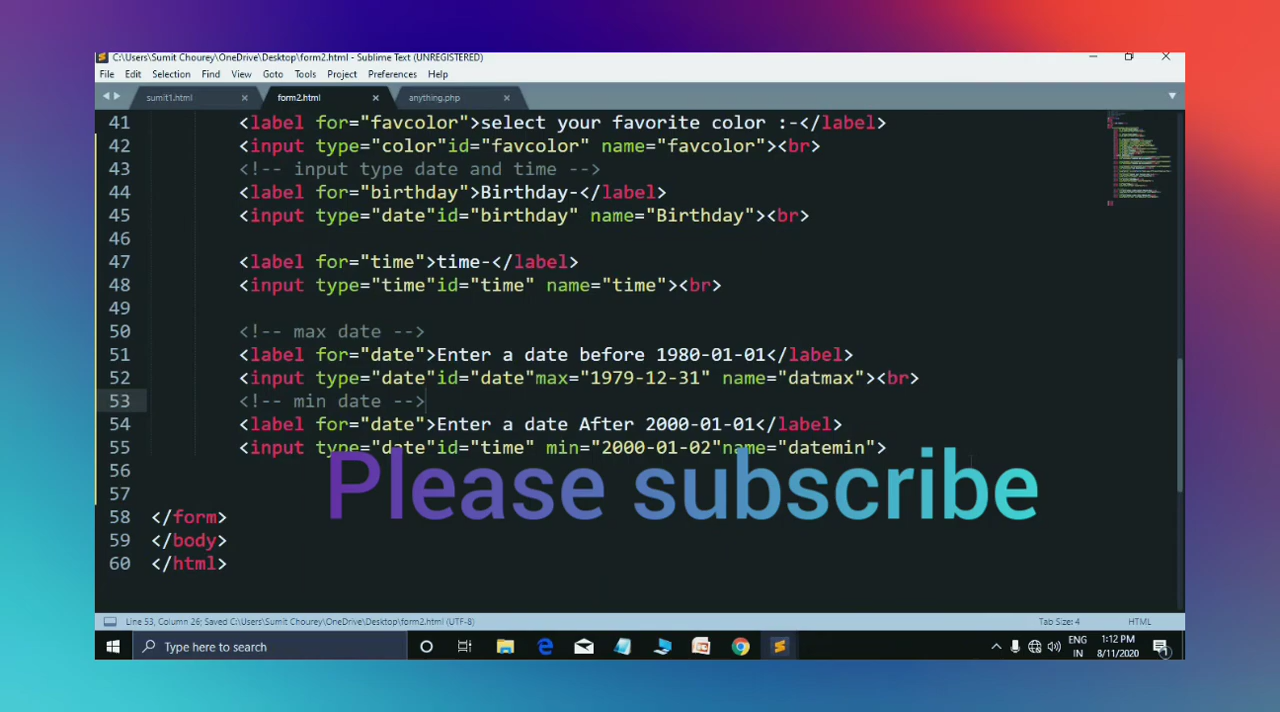 C:\Users\Sumit Chourey\OneDrive\Desktop\form2.html - Sublime Text (UNREGISTERED)
File Edit Selection Find View Goto Tools Project Preferences Help
sumit1.html form2.html anything.php
41 <label for="favcolor">select your favorite color :-</label>
42 <input type="color"id="favcolor" name="favcolor"><br>
43 <!-- input type date and time -->
44 <label for="birthday">Birthday-</label>
45 <input type="date"id="birthday" name="Birthday"><br>
46
47 <label for="time">time-</label>
48 <input type="time"id="time" name="time"><br>
49
50 <!-- max date -->
51 <label for="date">Enter a date before 1980-01-01</label>
52 <input type="date"id="date"max="1979-12-31" name="datmax"><br>
53 <!-- min date -->
54 <label for="date">Enter a date After 2000-01-01</label>
55 <input type="date"id="time" min="2000-01-02"name="datemin">
56
Please subscribe
57
58 </form>
59 </body>
60 </html>
Line 53, Column 26; Saved C:\Users\Sumit Chourey\OneDrive\Desktop\form2.html (UTF-8) Tab Size: 4 HTML
Type here to search ENG 1:12 PM
IN 8/11/2020 1